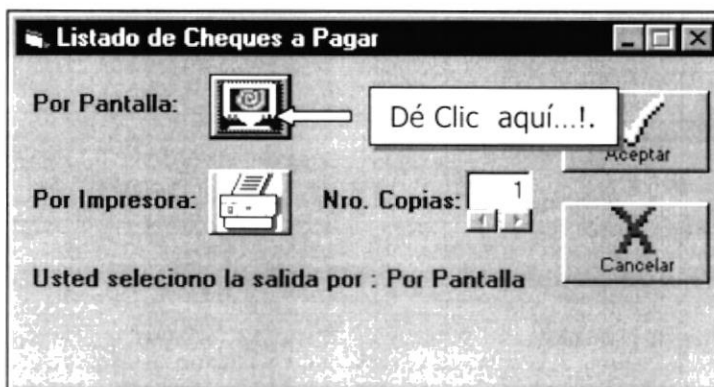 Listado de Cheques a Pagar
Por Pantalla:
Dé Clic aquí...!.
Aceptar
Por Impresora:
Nro. Copias:
1
Cancelar
Usted selecciono la salida por : Por Pantalla